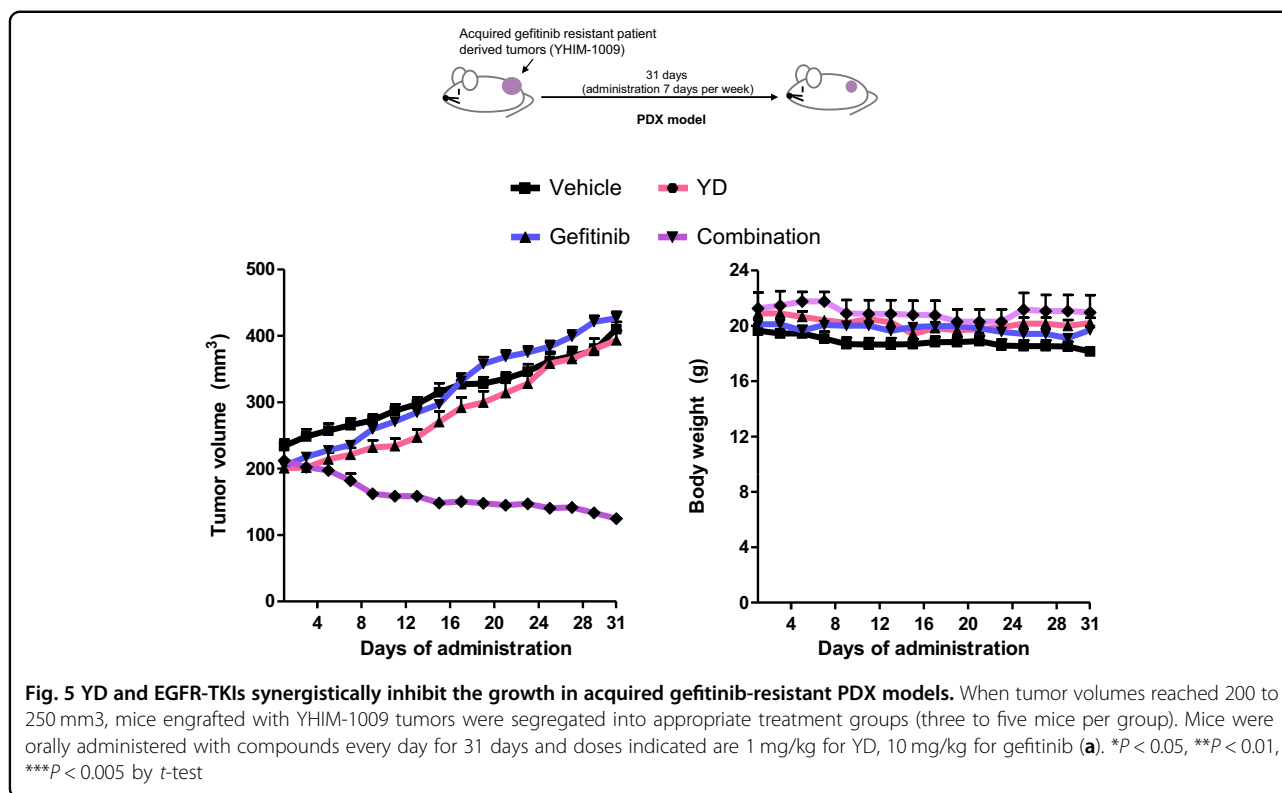 Acquired gefitinib resistant patient
derived tumors (YHIM-1009)
31 days
(administration 7 days per week)
PDX model
Vehicle YD
Gefitinib Combination
500
400
300
200
100
0
Tumor volume (mm3)
4 8 12 16 20 24 28 31
Days of administration
24
20
16
12
8
4
0
Body weight (g)
4 8 12 16 20 24 28 31
Days of administration
Fig. 5 YD and EGFR-TKIs synergistically inhibit the growth in acquired gefitinib-resistant PDX models. When tumor volumes reached 200 to
250 mm3, mice engrafted with YHIM-1009 tumors were segregated into appropriate treatment groups (three to five mice per group). Mice were
orally administered with compounds every day for 31 days and doses indicated are 1 mg/kg for YD, 10 mg/kg for gefitinib (a). *P < 0.05, **P < 0.01,
***P < 0.005 by t-test